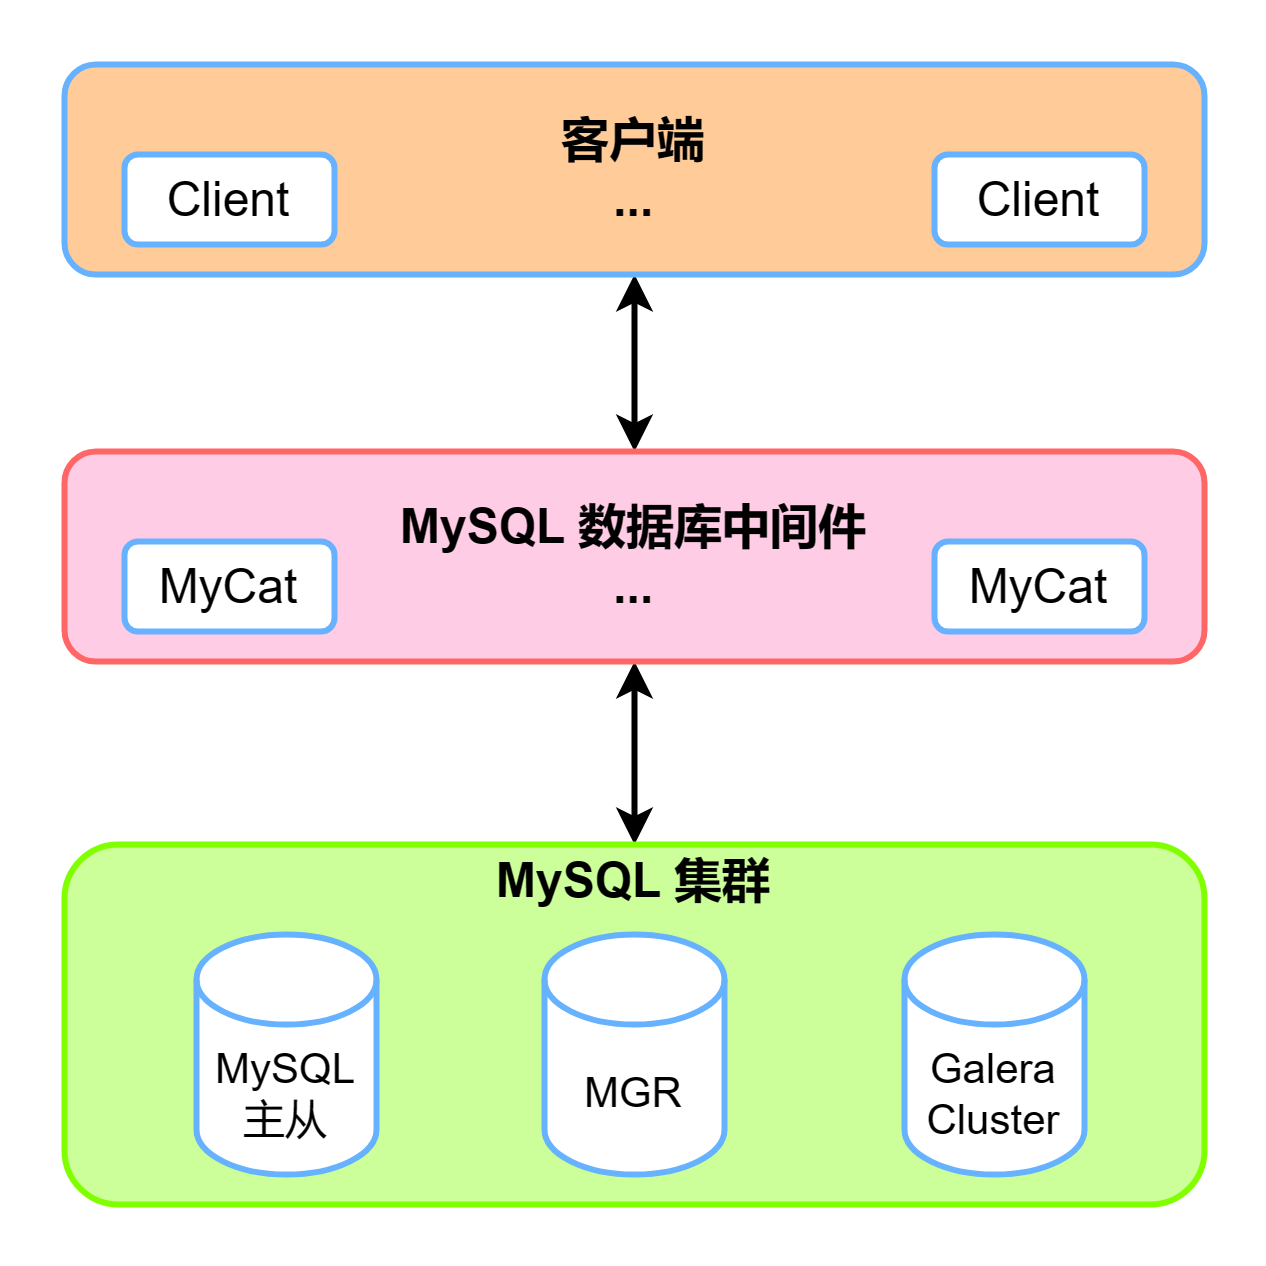 客户端
Client
...
Client
MySQL 数据库中间件
MyCat
...
MyCat
MySQL 集群
MySQL
主从
MGR
Galera
Cluster